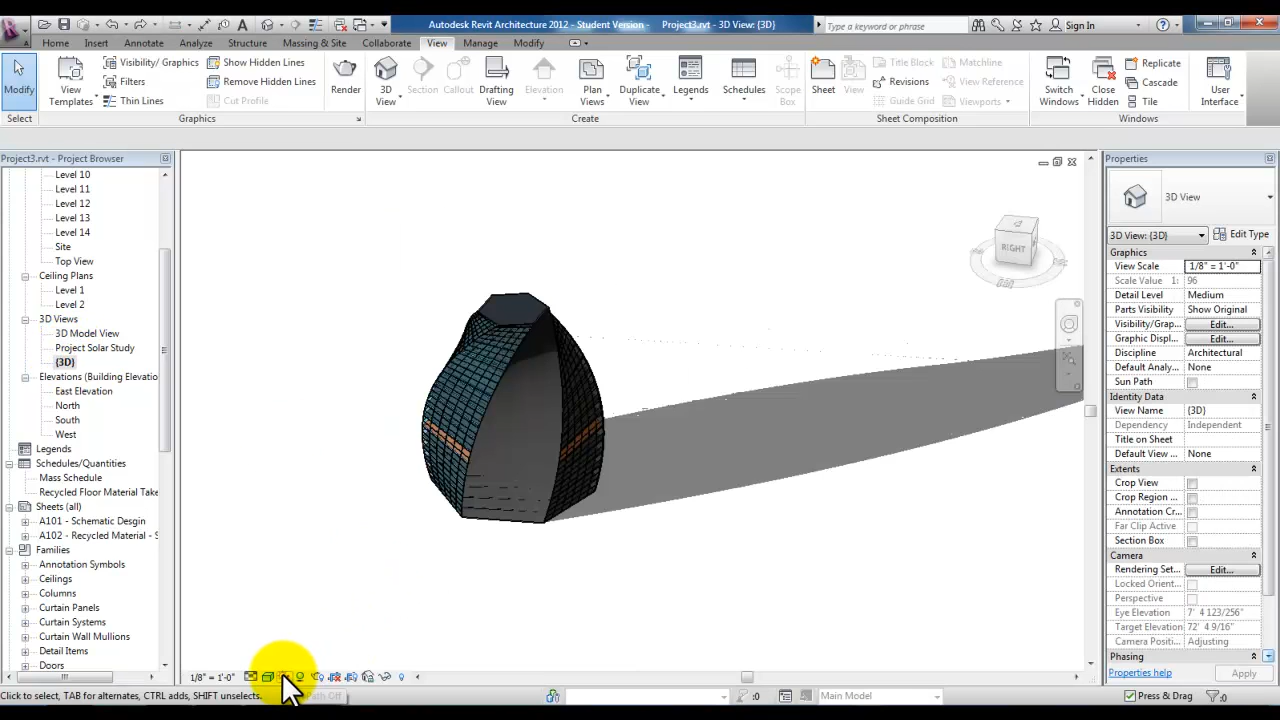 Autodesk Revit Architecture 2012 - Student Version - Project3.rvt - 3D View: {3D}
Type a keyword or phrase
Sign In
Home Insert Annotate Analyze Structure Massing & Site Collaborate View Manage Modify
Modify
View Templates
Visibility/ Graphics
Filters
Thin Lines
Show Hidden Lines
Remove Hidden Lines
Cut Profile
Render
3D View
Section
Callout
Drafting View
Elevation
Plan Views
Duplicate View
Legends
Schedules
Scope Box
Sheet
View
Title Block
Revisions
Guide Grid
Matchline
View Reference
Viewports
Switch Windows
Close Hidden
Replicate
Cascade
Tile
User Interface
Select Graphics Create Sheet Composition Windows
Project3.rvt - Project Browser
Level 10
Level 11
Level 12
Level 13
Level 14
Site
Top View
Ceiling Plans
Level 1
Level 2
3D Views
3D Model View
Project Solar Study
{3D}
Elevations (Building Elevatio
East Elevation
North
South
West
Legends
Schedules/Quantities
Mass Schedule
Recycled Floor Material Take
Sheets (all)
A101 - Schematic Desgin
A102 - Recycled Material - S
Families
Annotation Symbols
Ceilings
Columns
Curtain Panels
Curtain Systems
Curtain Wall Mullions
Detail Items
Doors
RIGHT
Properties
3D View
3D View: {3D} Edit Type
Graphics
View Scale 1/8" = 1'-0"
Scale Value 1: 96
Detail Level Medium
Parts Visibility Show Original
Visibility/Grap... Edit...
Graphic Displ... Edit...
Discipline Architectural
Default Analy... None
Sun Path
Identity Data
View Name {3D}
Dependency Independent
Title on Sheet
Default View ... None
Extents
Crop View
Crop Region ...
Annotation Cr...
Far Clip Active
Section Box
Camera
Rendering Set... Edit...
Locked Orient...
Perspective
Eye Elevation 7' 4 123/256"
Target Elevation 72' 4 9/16"
Camera Position Adjusting
Phasing
Properties help Apply
1/8" = 1'-0"
Click to select, TAB for alternates, CTRL adds, SHIFT unselects.
Path Off
:0
Main Model
Press & Drag
:0